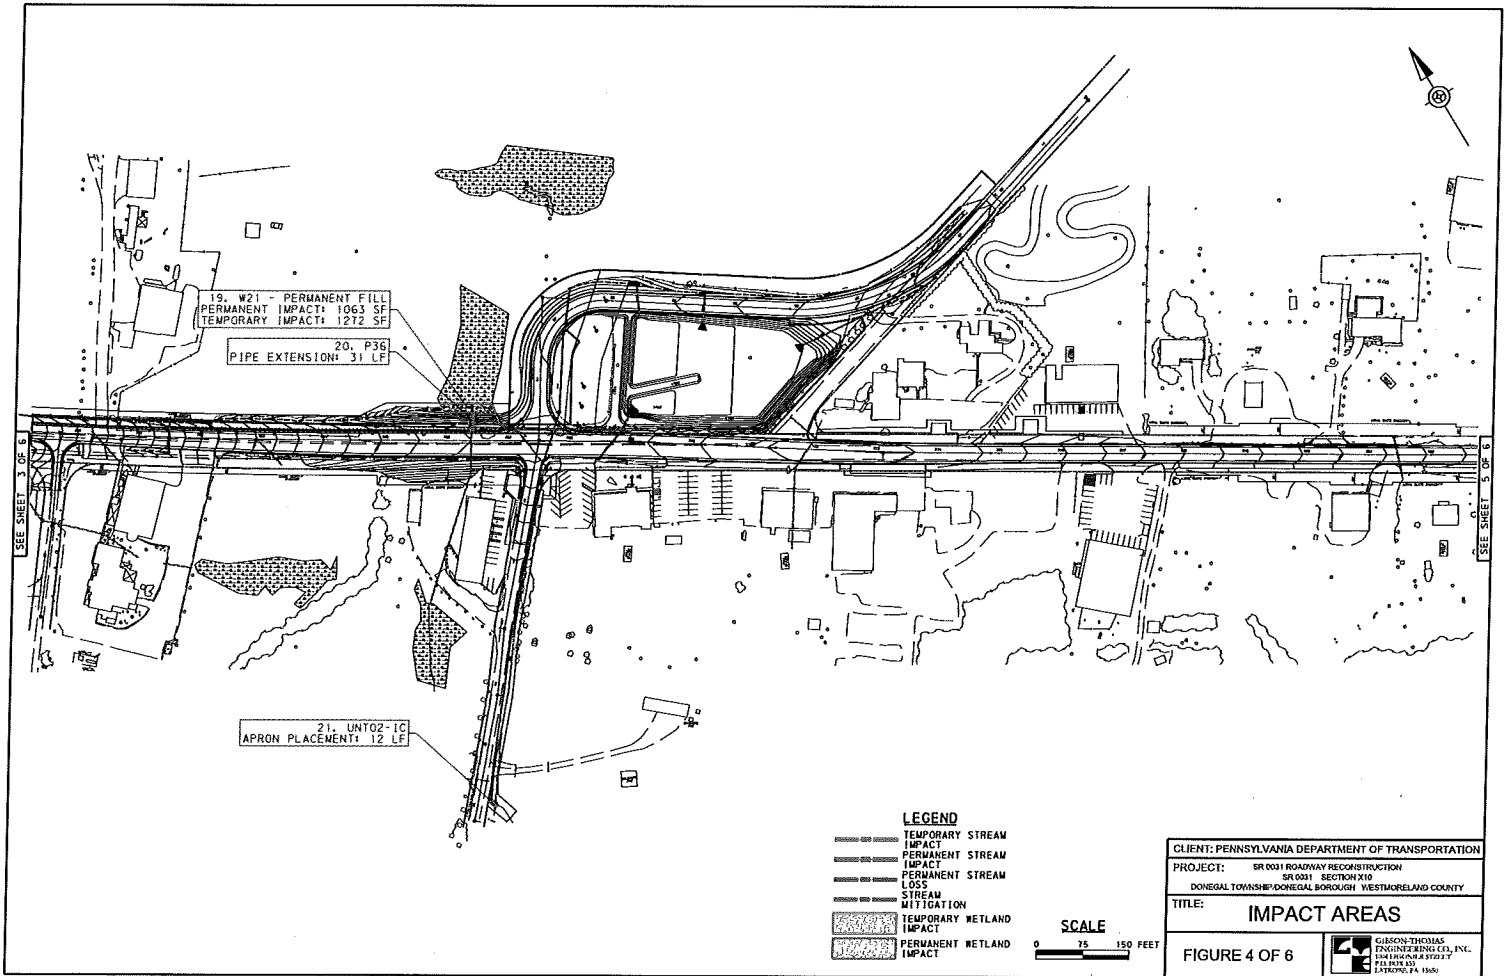 19. W21 - PERMANENT FILL
PERMANENT IMPACT: 1063 SF
TEMPORARY IMPACT: 1272 SF
20. P36
PIPE EXTENSION: 31 LF
SEE SHEET 3 OF 6
SEE SHEET 5 OF 6
21. UNT02-1C
APRON PLACEMENT: 12 LF
LEGEND
TEMPORARY STREAM
IMPACT
PERMANENT STREAM
IMPACT
PERMANENT STREAM
LOSS
STREAM
MITIGATION
TEMPORARY WETLAND
IMPACT
PERMANENT WETLAND
IMPACT
SCALE
0 75 150 FEET
CLIENT: PENNSYLVANIA DEPARTMENT OF TRANSPORTATION
PROJECT: SR 0031 ROADWAY RECONSTRUCTION
SR 0031 SECTION X10
DONEGAL TOWNSHIP/DONEGAL BOROUGH WESTMORELAND COUNTY
TITLE:
IMPACT AREAS
FIGURE 4 OF 6
GIBSON-THOMAS
ENGINEERING CO., INC.
P.O. BOX
LATROBE, PA 15650